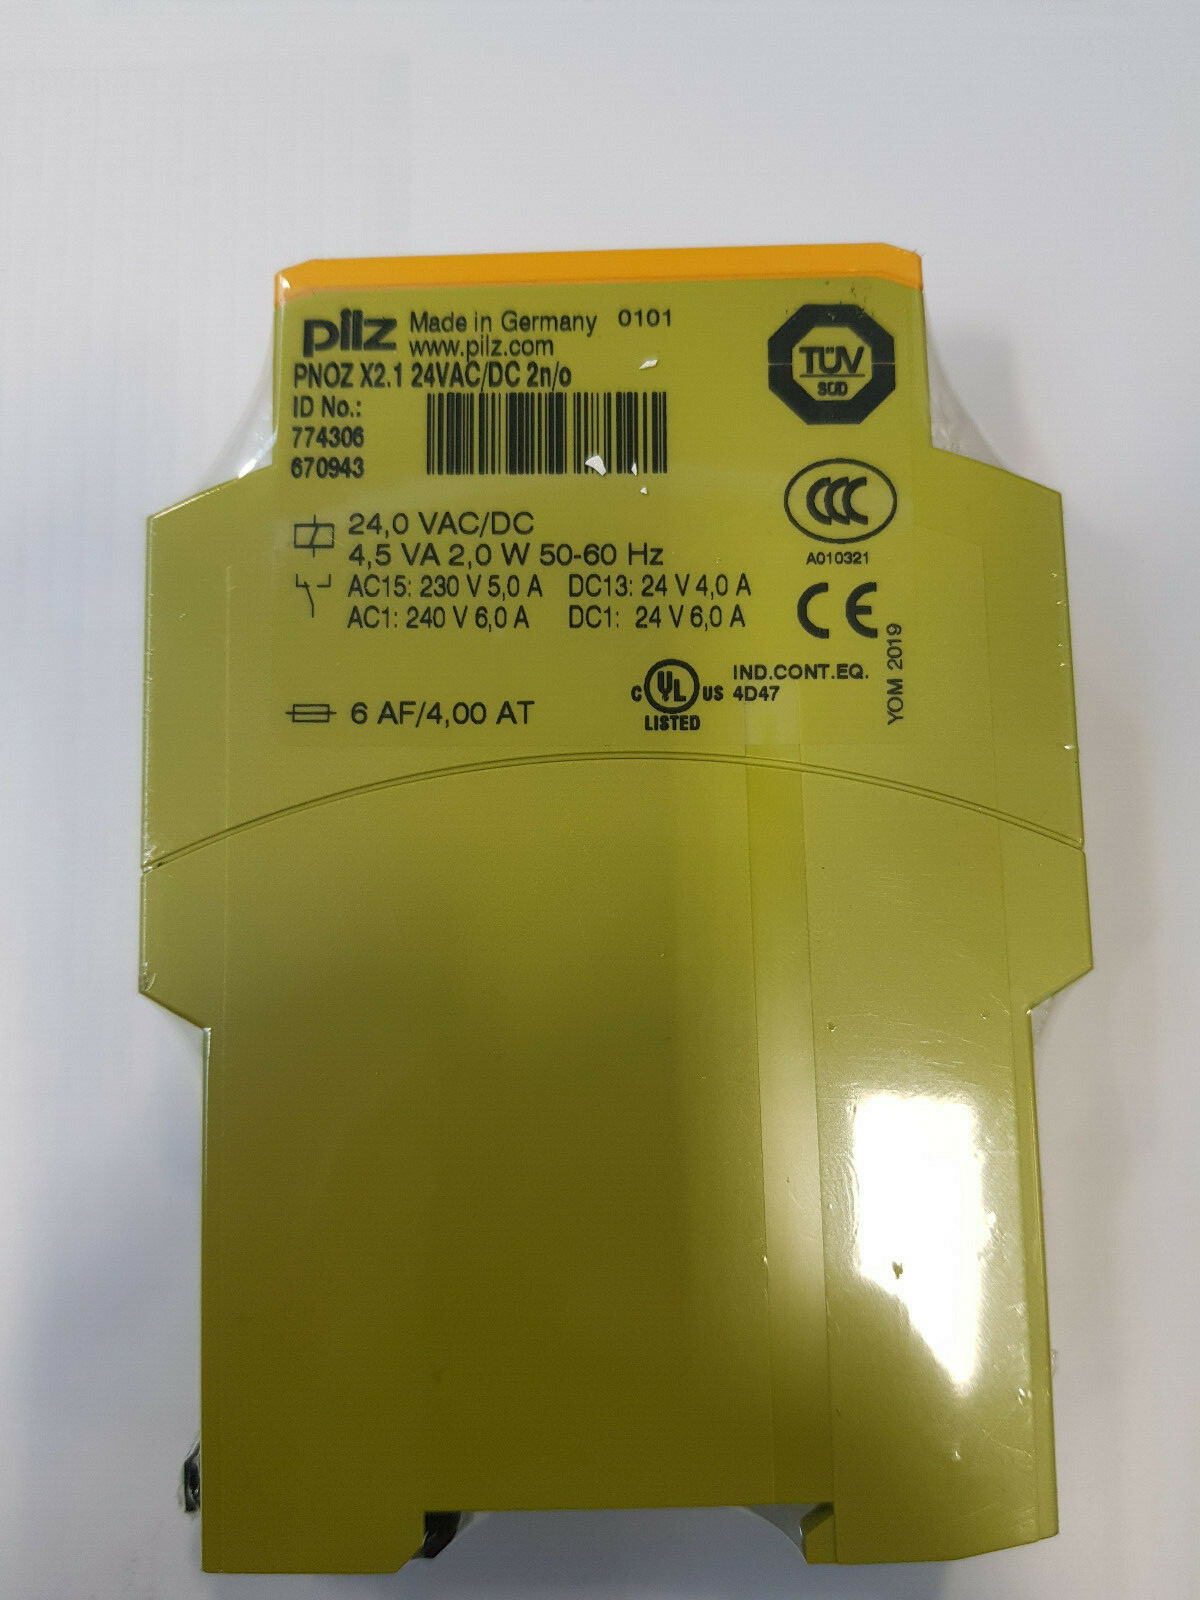 pilz Made in Germany 0101
www.pilz.com
PNOZ X2.1 24VAC/DC 2n/o
ID No.:
774306
670943
TÜV
SÜD
CCC
A010321
24,0 VAC/DC
4,5 VA 2,0 W 50-60 Hz
AC15: 230 V 5,0 A DC13: 24 V 4,0 A
AC1: 240 V 6,0 A DC1: 24 V 6,0 A
CE
YOM 2019
6 AF/4,00 AT
C UL US
LISTED
IND.CONT.EQ.
4D47